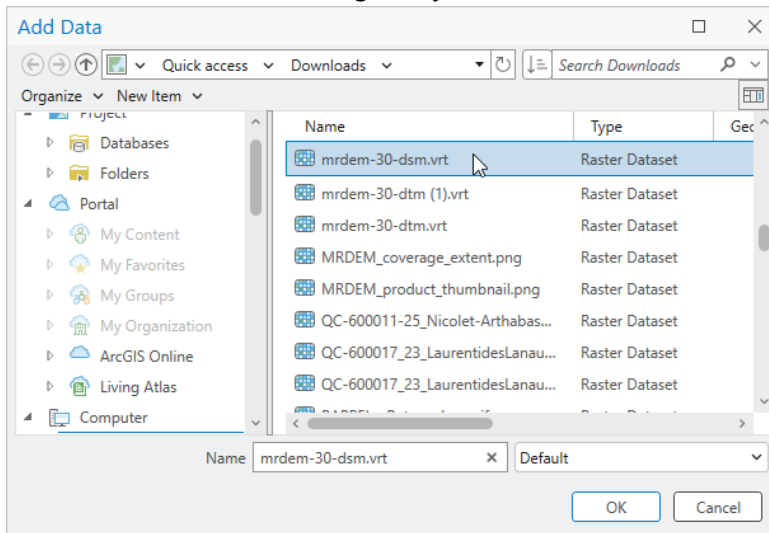 Add Data
Quick access Downloads Search Downloads
Organize New Item
Project
Databases
Folders
Portal
My Content
My Favorites
My Groups
My Organization
ArcGIS Online
Living Atlas
Computer
Name Type
mrdem-30-dsm.vrt Raster Dataset
mrdem-30-dtm (1).vrt Raster Dataset
mrdem-30-dtm.vrt Raster Dataset
MRDEM_coverage_extent.png Raster Dataset
MRDEM_product_thumbnail.png Raster Dataset
QC-600011-25_Nicolet-Arthabas... Raster Dataset
QC-600017_23_LaurentidesLanau... Raster Dataset
QC-600017_23_LaurentidesLanau... Raster Dataset
Name mrdem-30-dsm.vrt Default
OK Cancel